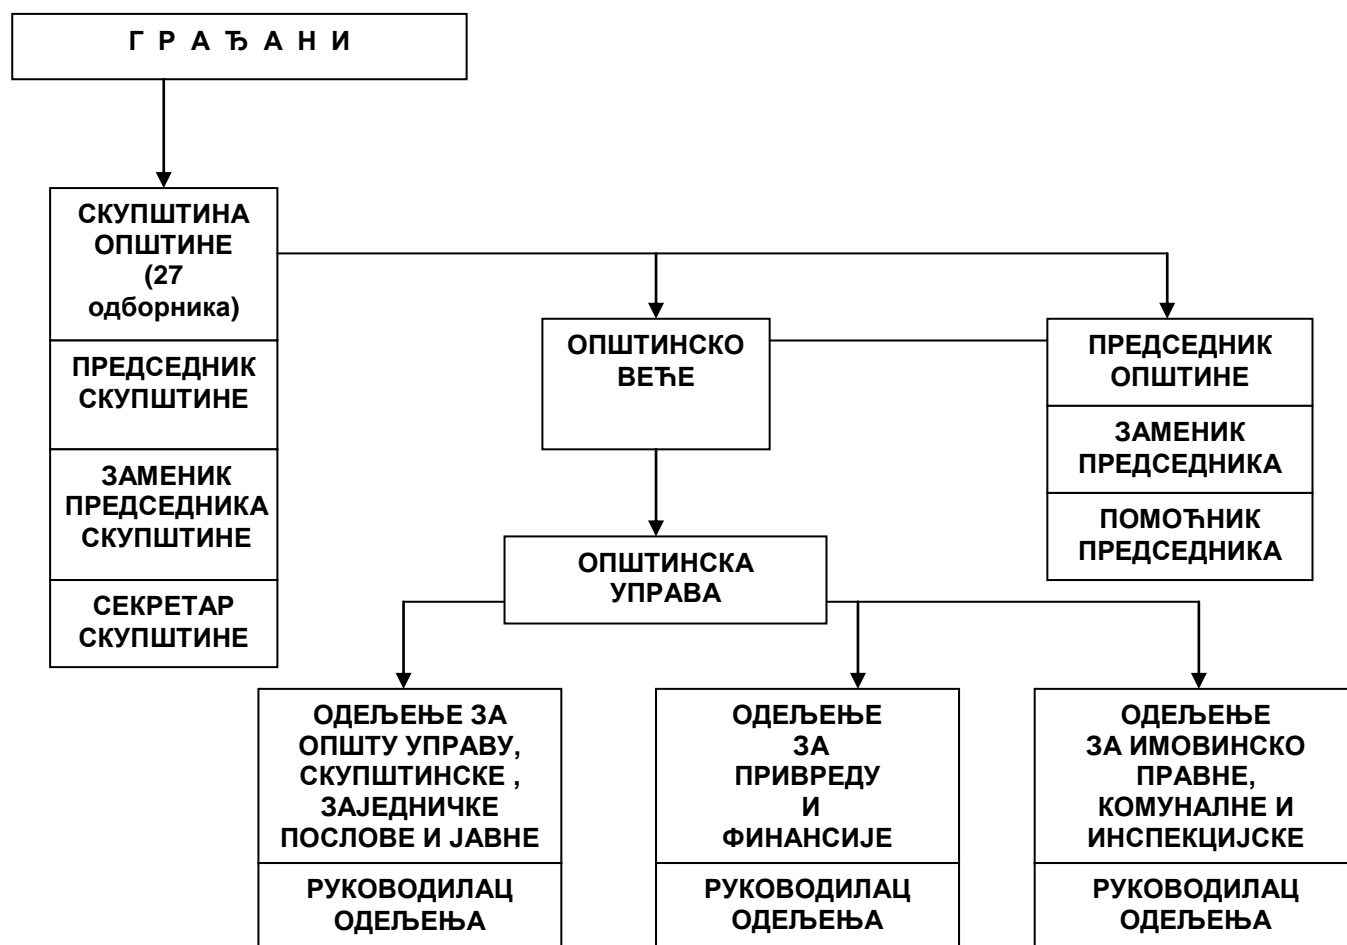 Г Р А Ђ А Н И
СКУПШТИНА
ОПШТИНЕ
(27
одборника)
ПРЕДСЕДНИК
СКУПШТИНЕ
ЗАМЕНИК
ПРЕДСЕДНИКА
СКУПШТИНЕ
СЕКРЕТАР
СКУПШТИНЕ
ОПШТИНСКО
ВЕЋЕ
ПРЕДСЕДНИК
ОПШТИНЕ
ЗАМЕНИК
ПРЕДСЕДНИКА
ПОМОЋНИК
ПРЕДСЕДНИКА
ОПШТИНСКА
УПРАВА
ОДЕЉЕЊЕ ЗА
ОПШТУ УПРАВУ,
СКУПШТИНСКЕ ,
ЗАЈЕДНИЧКЕ
ПОСЛОВЕ И ЈАВНЕ
РУКОВОДИЛАЦ
ОДЕЉЕЊА
ОДЕЉЕЊЕ
ЗА
ПРИВРЕДУ
И
ФИНАНСИЈЕ
РУКОВОДИЛАЦ
ОДЕЉЕЊА
ОДЕЉЕЊЕ
ЗА ИМОВИНСКО
ПРАВНЕ,
КОМУНАЛНЕ И
ИНСПЕКЦИЈСКЕ
РУКОВОДИЛАЦ
ОДЕЉЕЊА